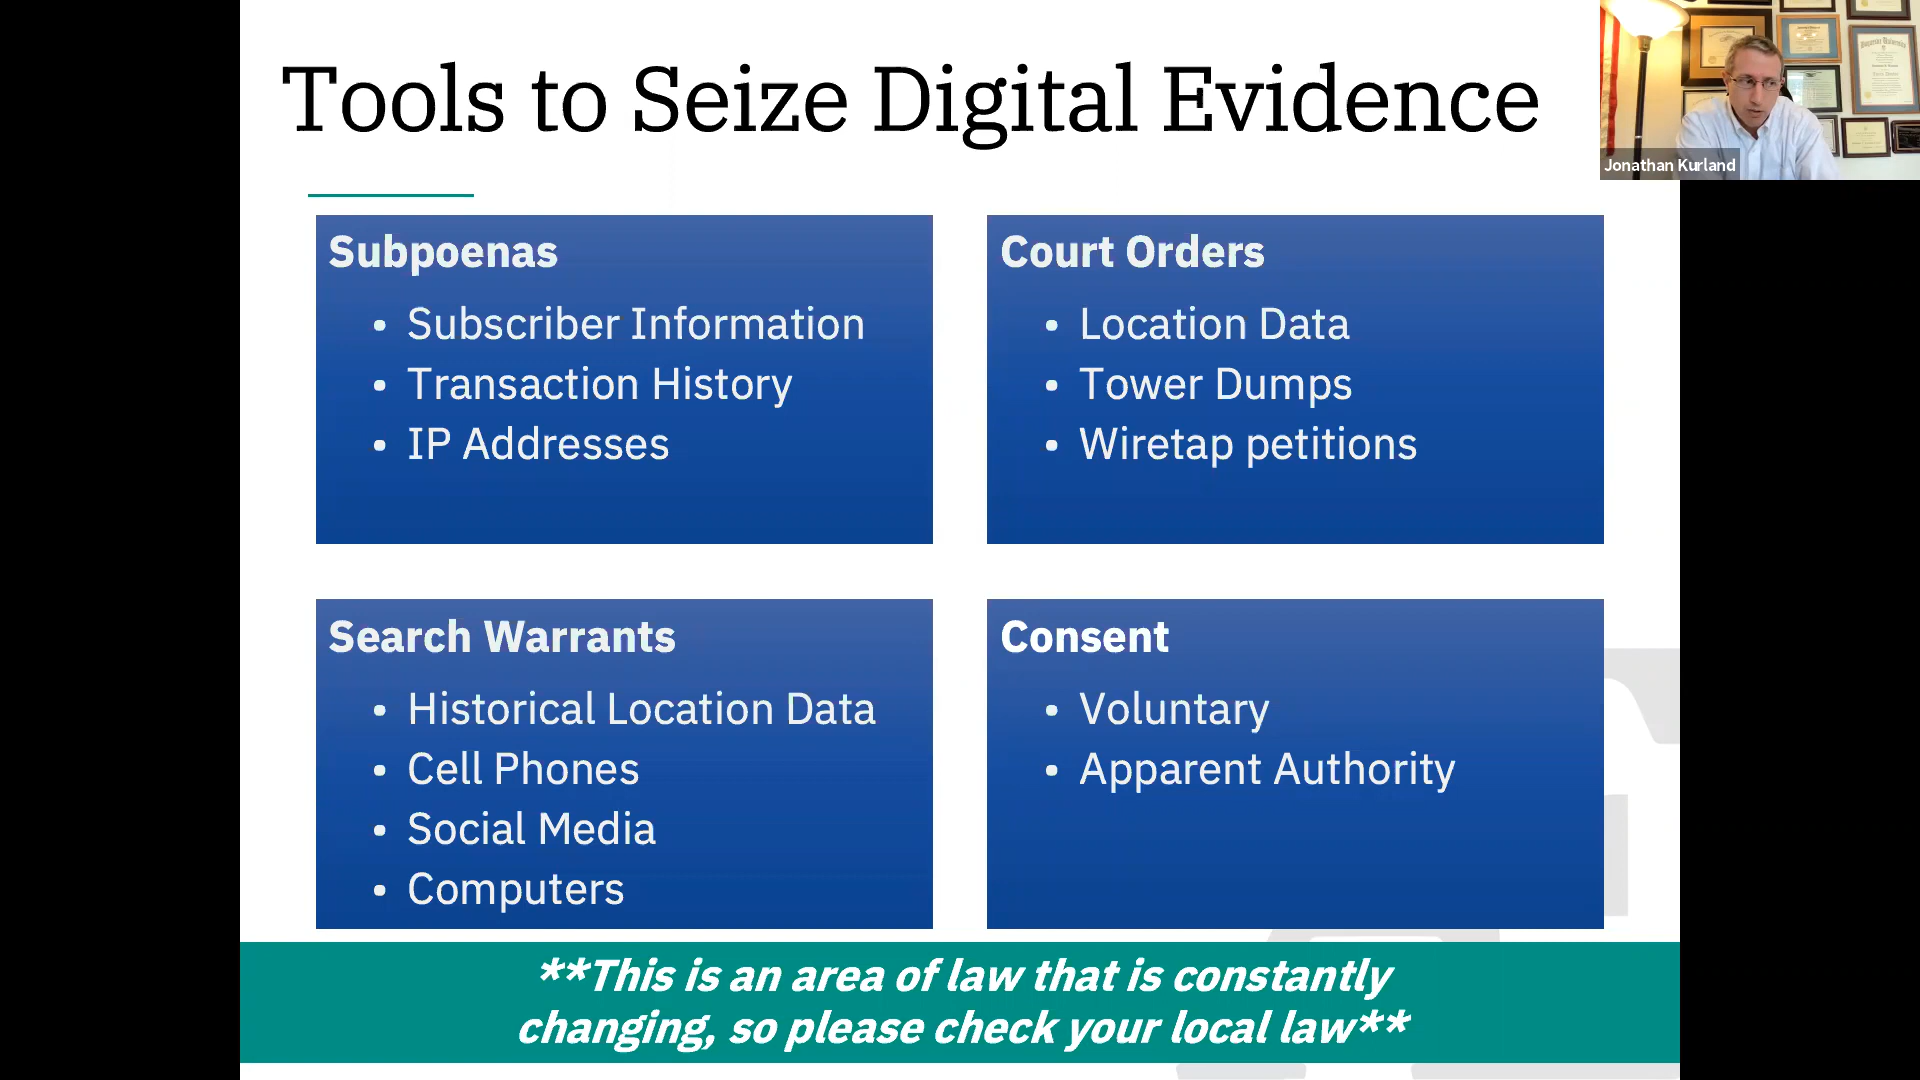 Tools to Seize Digital Evidence
Jonathan Kurland
Subpoenas
• Subscriber Information
• Transaction History
• IP Addresses
Court Orders
• Location Data
• Tower Dumps
• Wiretap petitions
Search Warrants
• Historical Location Data
• Cell Phones
• Social Media
• Computers
Consent
• Voluntary
• Apparent Authority
**This is an area of law that is constantly
changing, so please check your local law**